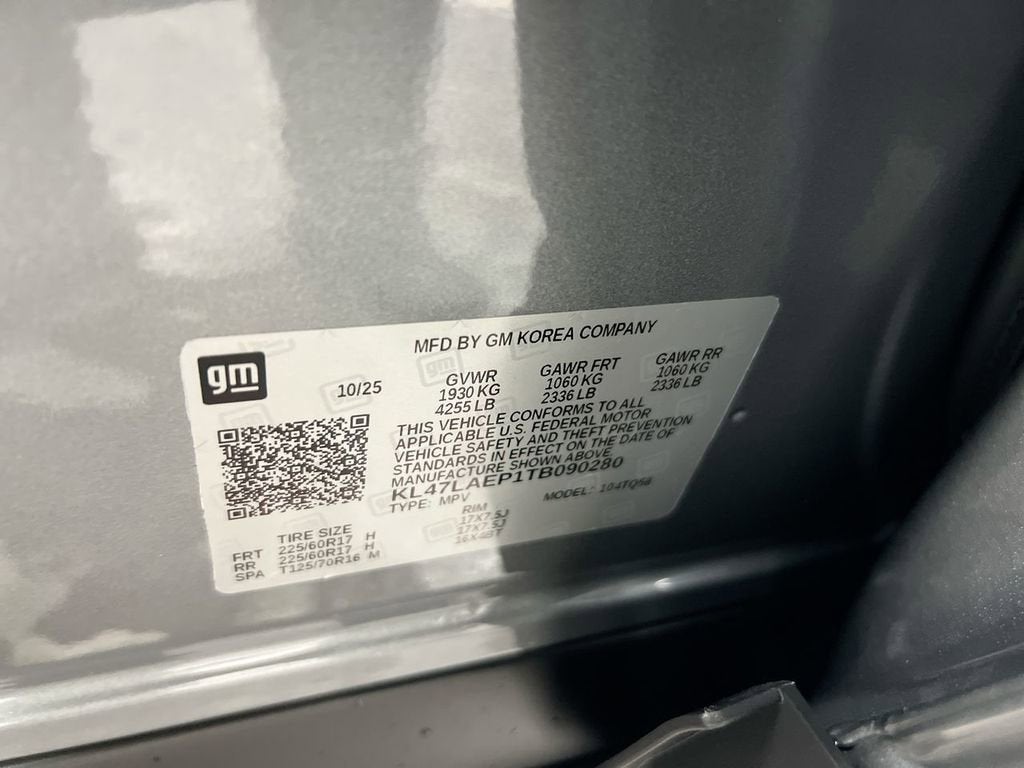 MFD BY GM KOREA COMPANY
gm
10/25
GVWR
1930 KG
4255 LB
GAWR FRT
1060 KG
2336 LB
GAWR RR
1060 KG
2336 LB
THIS VEHICLE CONFORMS TO ALL
APPLICABLE U.S. FEDERAL MOTOR
VEHICLE SAFETY AND THEFT PREVENTION
STANDARDS IN EFFECT ON THE DATE OF
MANUFACTURE SHOWN ABOVE
KL47LAEP1TB090280
TYPE: MPV MODEL: 104TQ58
TIRE SIZE RIM
FRT 225/60R17 H 17X7.5J
RR 225/60R17 H 17X7.5J
SPA T125/70R16 M 16X4BT